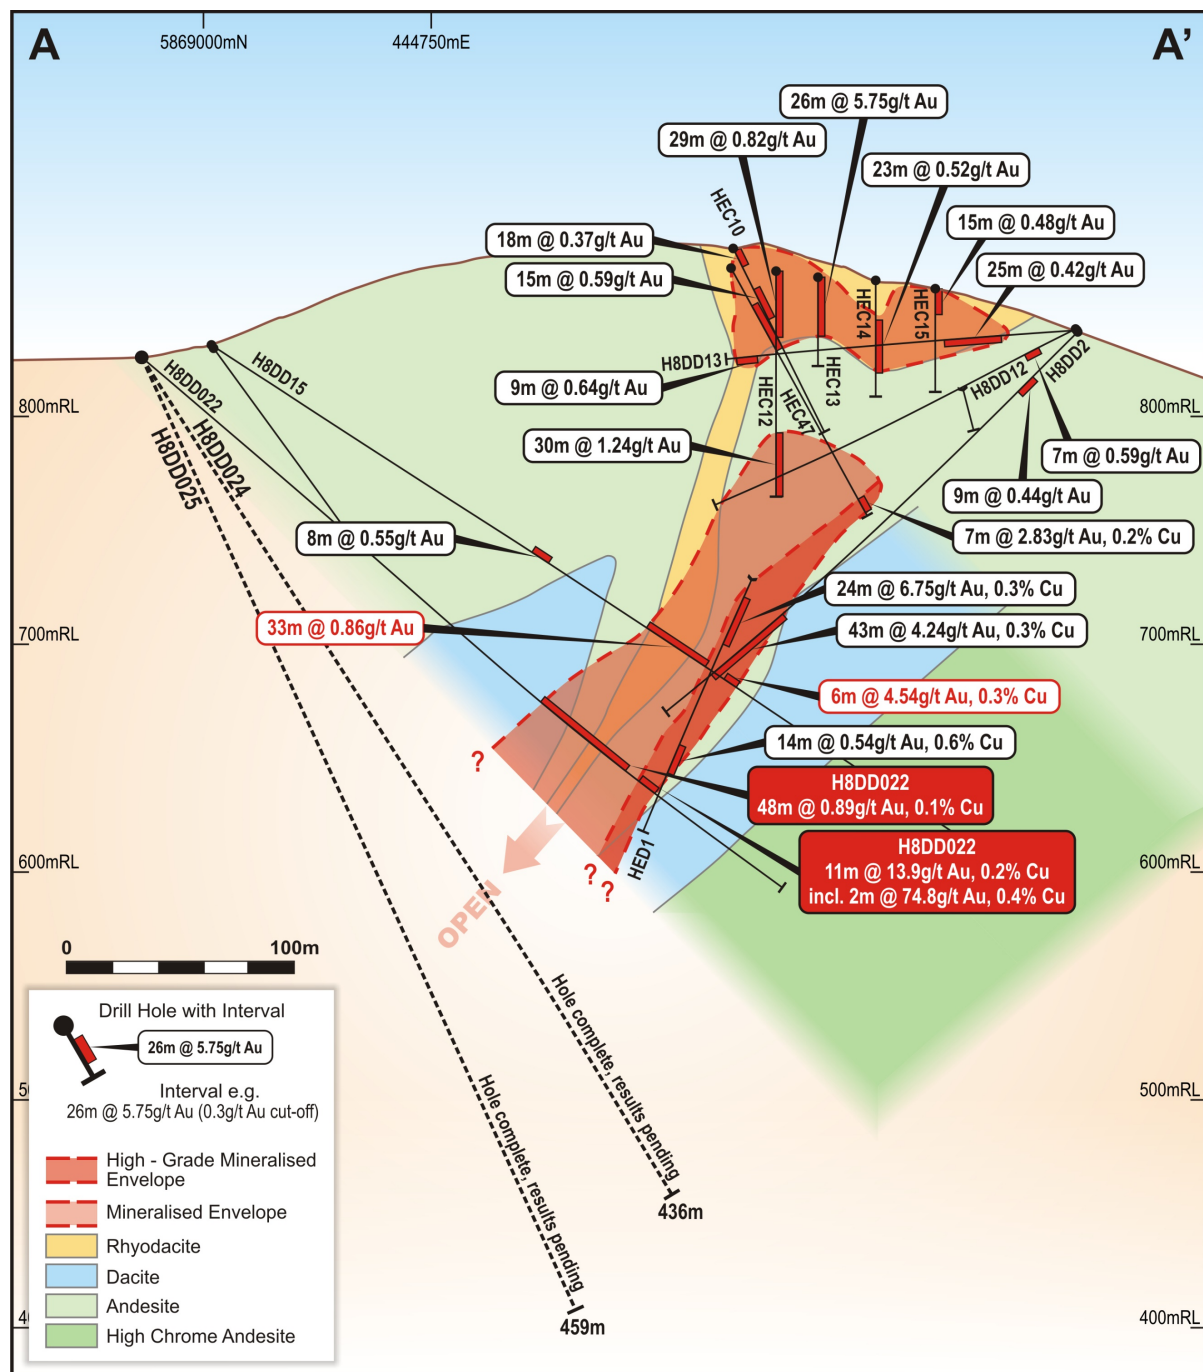 A
A'
5869000mN
444750mE
26m @ 5.75g/t Au
29m @ 0.82g/t Au
23m @ 0.52g/t Au
HEC10
18m @ 0.37g/t Au
15m @ 0.48g/t Au
15m @ 0.59g/t Au
25m @ 0.42g/t Au
HEC14
HEC15
H8DD022
H8DD15
H8DD13
HEC13
H8DD12
H8DD2
9m @ 0.64g/t Au
HEC12
HEC47
800mRL
800mRL
H8DD025
H8DD024
30m @ 1.24g/t Au
7m @ 0.59g/t Au
9m @ 0.44g/t Au
8m @ 0.55g/t Au
7m @ 2.83g/t Au, 0.2% Cu
24m @ 6.75g/t Au, 0.3% Cu
33m @ 0.86g/t Au
43m @ 4.24g/t Au, 0.3% Cu
700mRL
700mRL
6m @ 4.54g/t Au, 0.3% Cu
14m @ 0.54g/t Au, 0.6% Cu
?
H8DD022
48m @ 0.89g/t Au, 0.1% Cu
HED1
H8DD022
11m @ 13.9g/t Au, 0.2% Cu
incl. 2m @ 74.8g/t Au, 0.4% Cu
600mRL
600mRL
? ?
OPEN
0 100m
Drill Hole with Interval
26m @ 5.75g/t Au
Interval e.g.
26m @ 5.75g/t Au (0.3g/t Au cut-off)
High - Grade Mineralised
Envelope
Mineralised Envelope
Rhyodacite
Dacite
Andesite
High Chrome Andesite
Hole complete, results pending
436m
Hole complete, results pending
459m
500mRL
400mRL